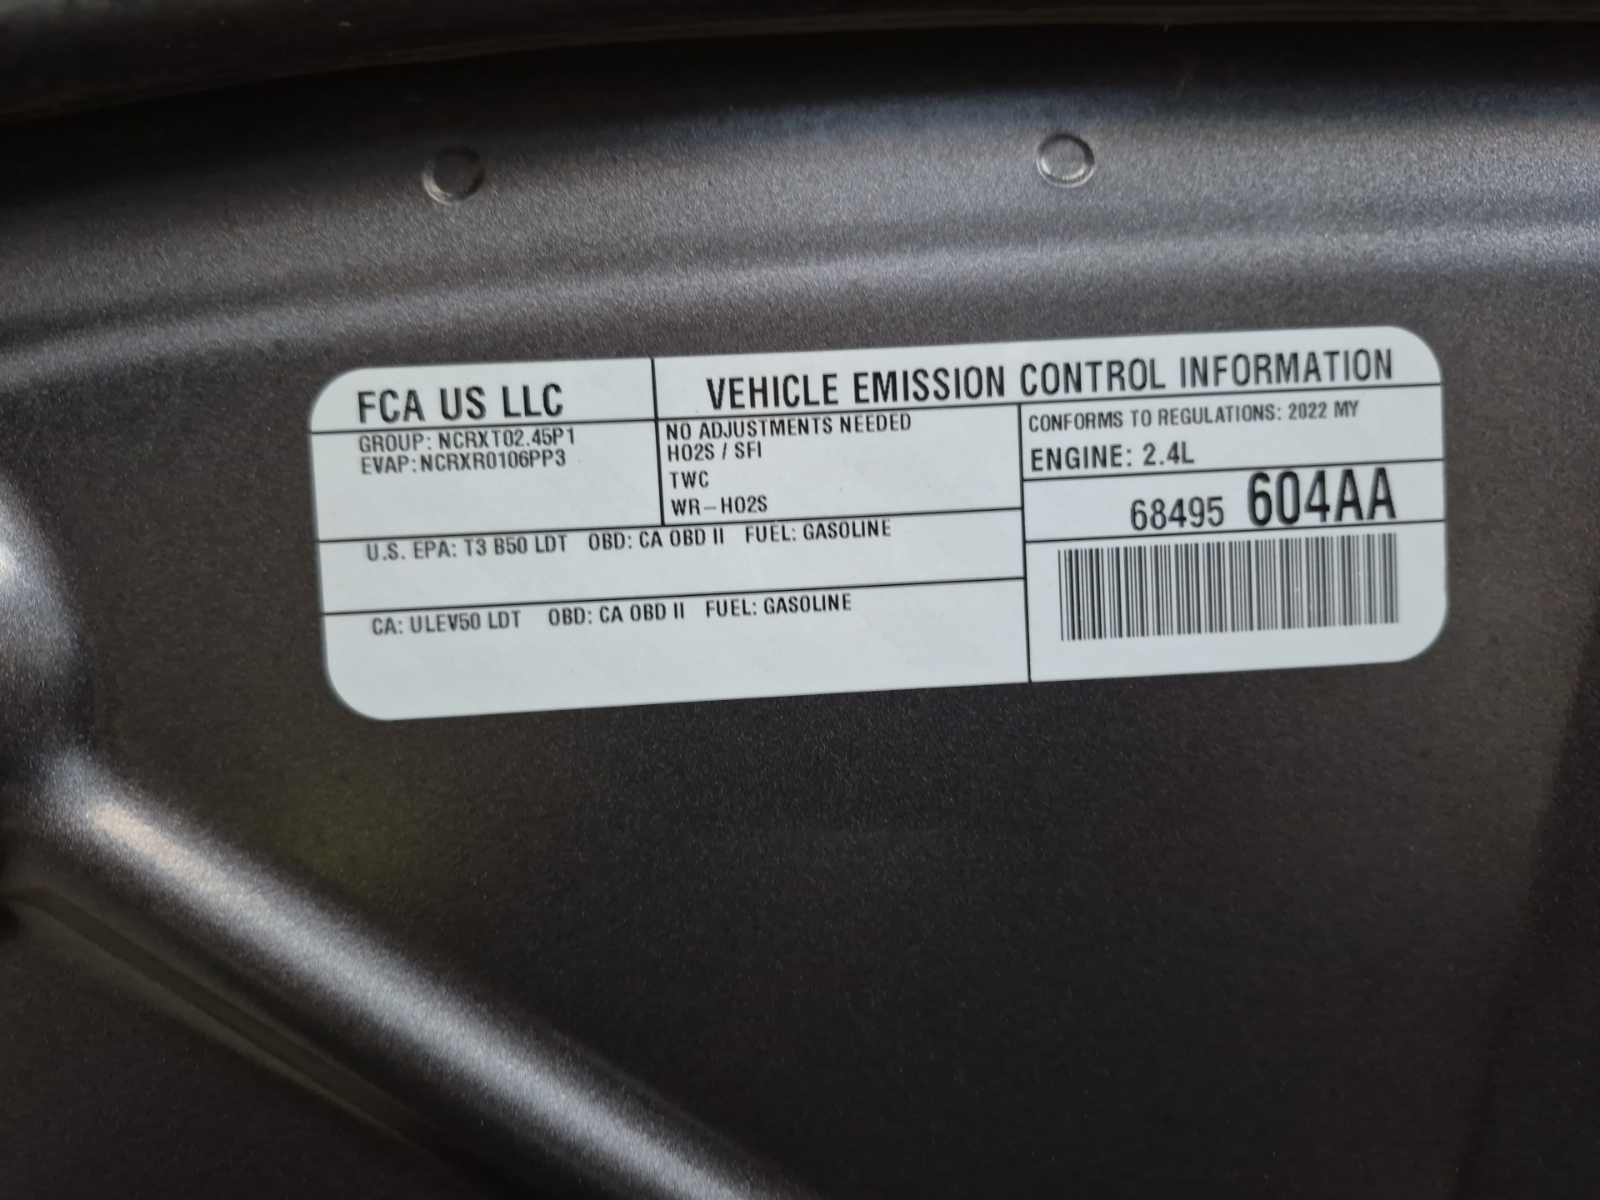 FCA US LLC
VEHICLE EMISSION CONTROL INFORMATION
GROUP: NCRXT02.45P1
EVAP:NCRXR0106PP3
NO ADJUSTMENTS NEEDED
HO2S / SFI
TWC
WR-HO2S
CONFORMS TO REGULATIONS: 2022 MY
ENGINE: 2.4L
68495 604AA
U.S. EPA: T3 B50 LDT OBD: CA OBD II FUEL: GASOLINE
CA: ULEV50 LDT OBD: CA OBD II FUEL: GASOLINE